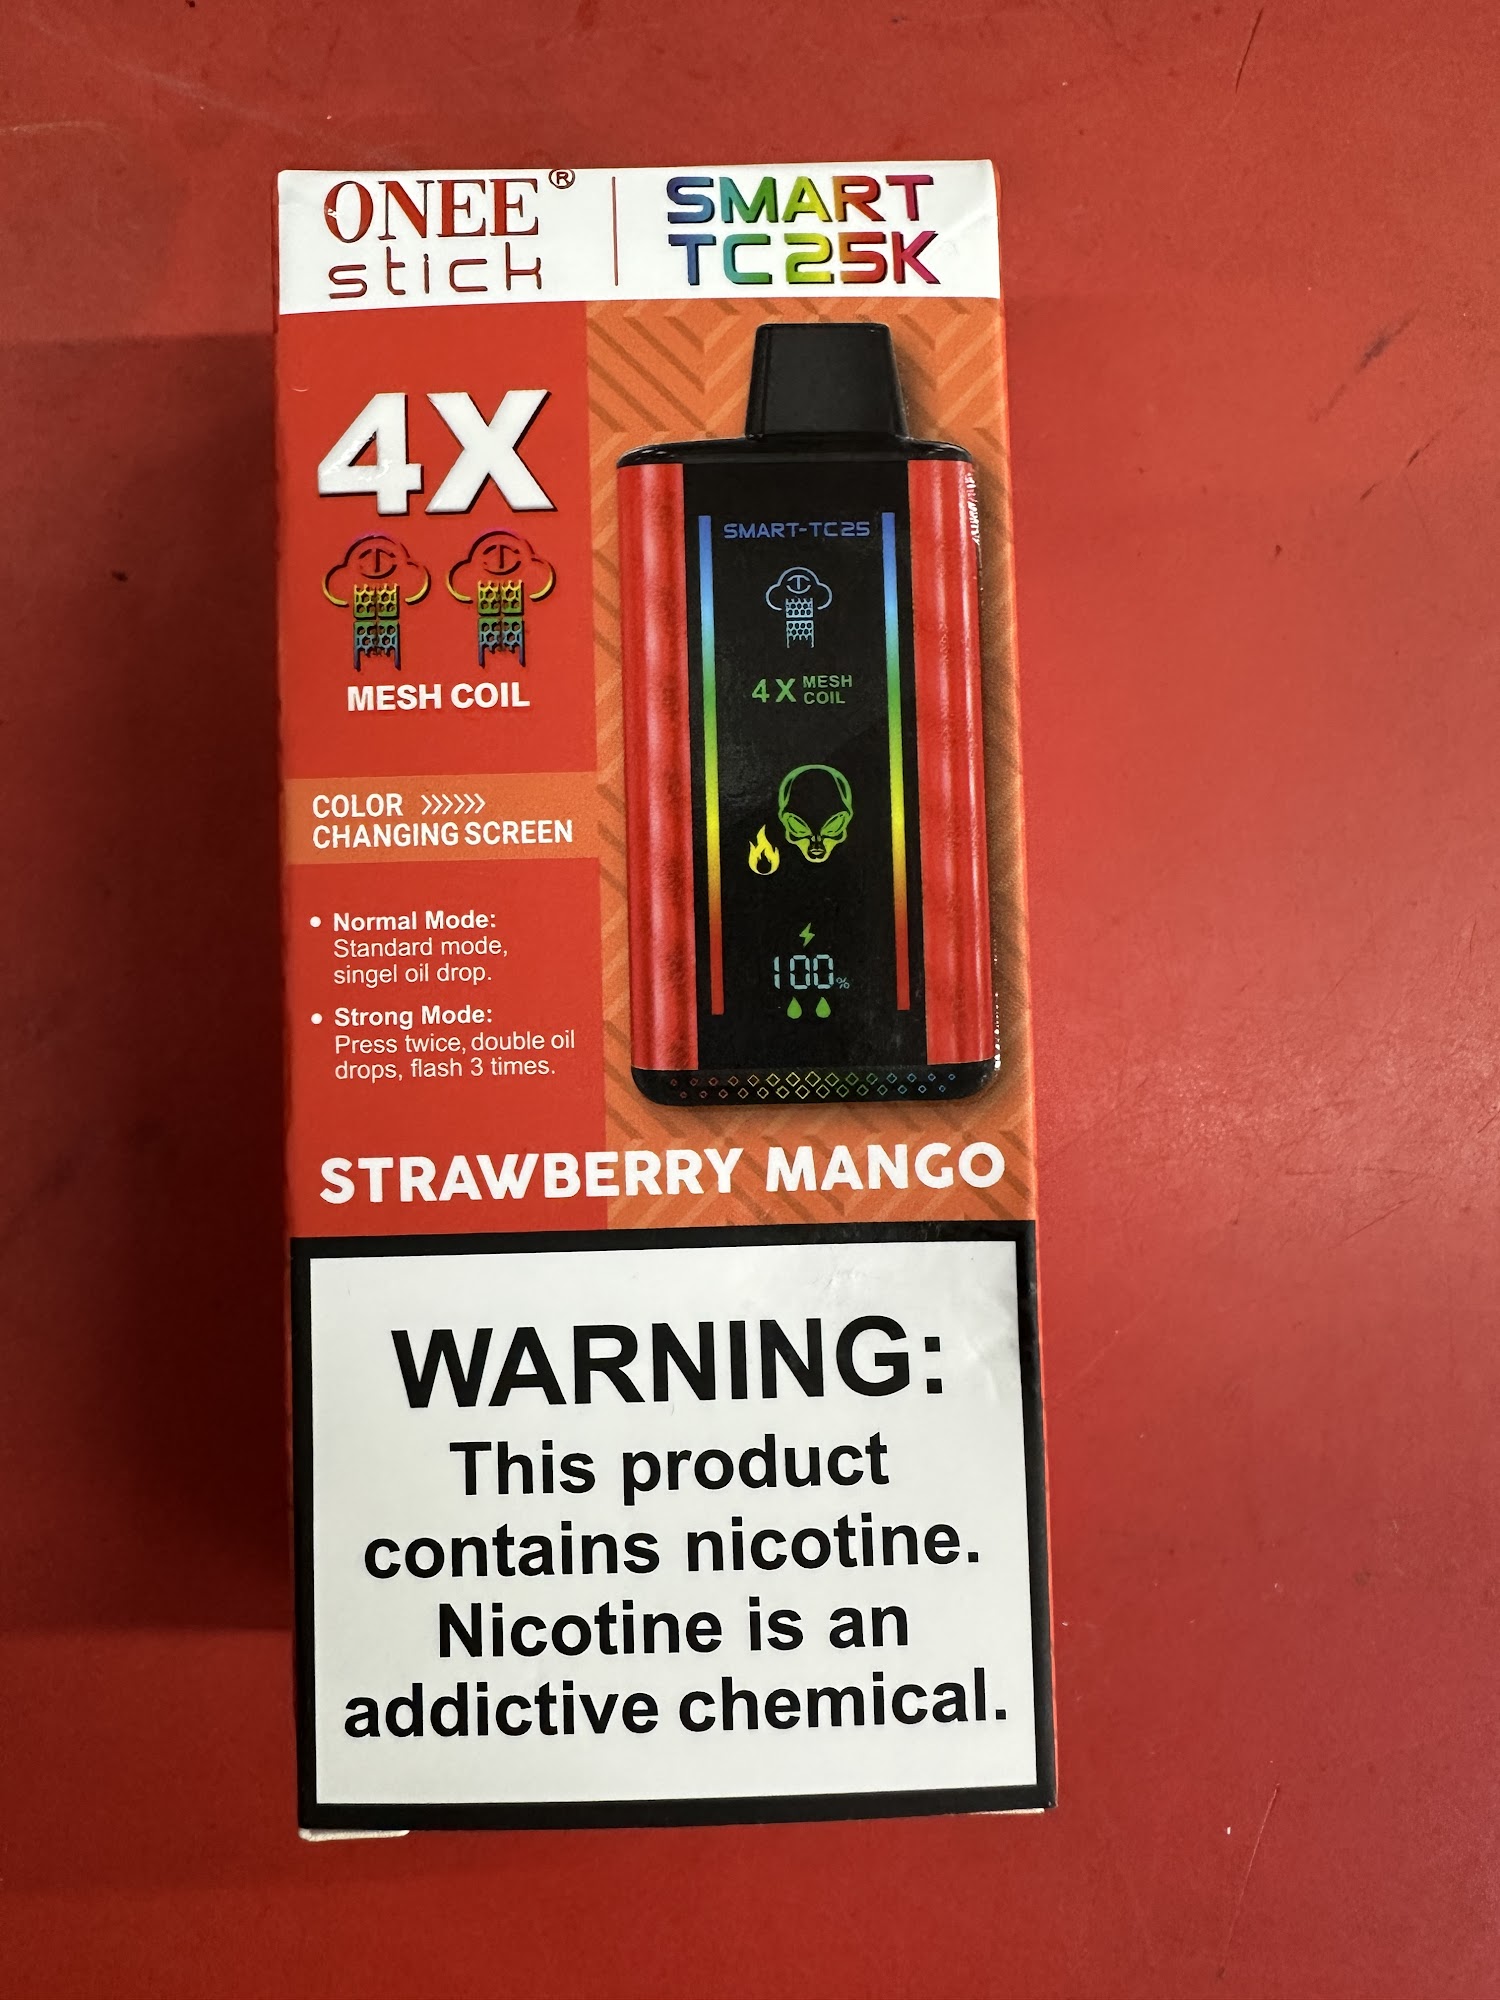 ONEE®
stick
SMART
TC25K
4X
MESH COIL
COLOR >>>>>>
CHANGING SCREEN
• Normal Mode:
Standard mode,
singel oil drop.
• Strong Mode:
Press twice, double oil
drops, flash 3 times.
SMART-TC25
4X MESH
COIL
100%
STRAWBERRY MANGO
WARNING:
This product
contains nicotine.
Nicotine is an
addictive chemical.